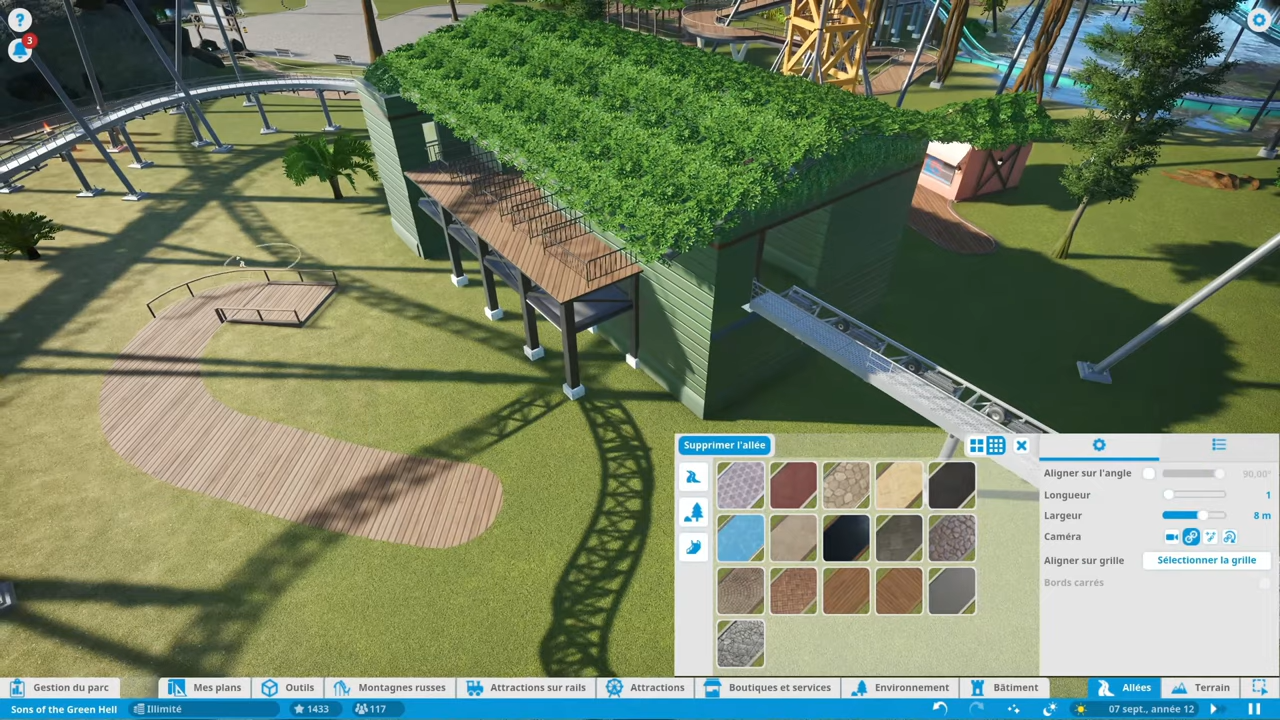 ?
3
Supprimer l'allée
Aligner sur l'angle 90,00°
Longueur 1
Largeur 8 m
Caméra
Aligner sur grille Sélectionner la grille
Bords carrés
Gestion du parc Mes plans Outils Montagnes russes Attractions sur rails Attractions Boutiques et services Environnement Bâtiment Allées Terrain
Sons of the Green Hell Illimité 1433 117 07 sept., année 12